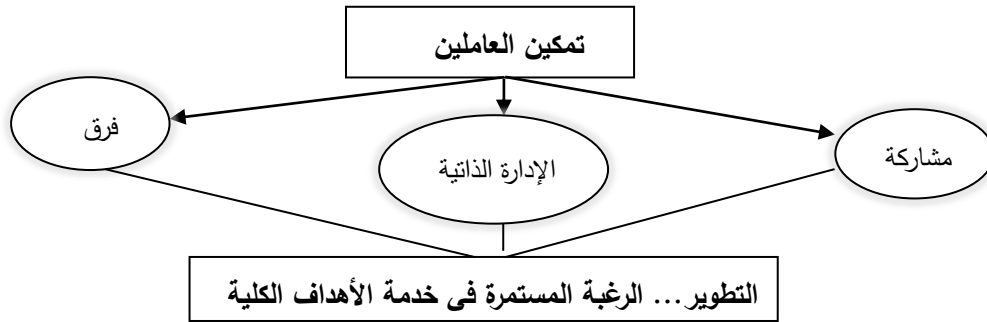 تمكين العاملين
مشاركة
الإدارة الذاتية
فرق
التطوير... الرغبة المستمرة فى خدمة الأهداف الكلية